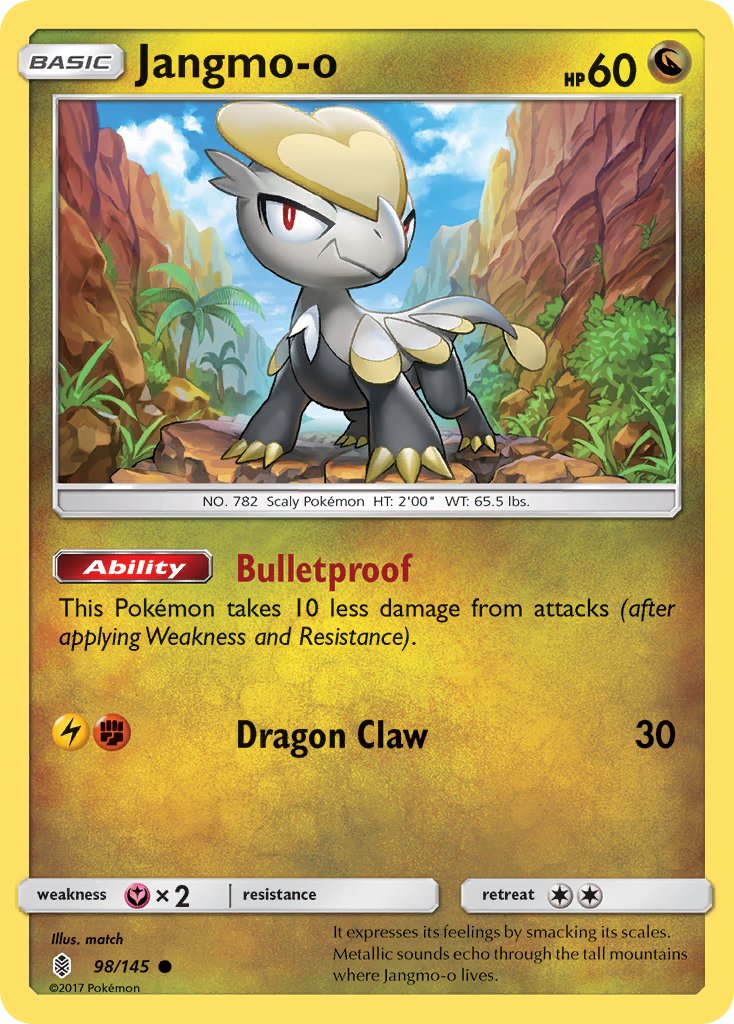 BASIC Jangmo-o HP 60
NO. 782 Scaly Pokémon HT: 2'00" WT: 65.5 lbs.
Ability Bulletproof
This Pokémon takes 10 less damage from attacks (after
applying Weakness and Resistance).
Dragon Claw 30
weakness × 2 resistance retreat
Illus. match
98/145
©2017 Pokémon
It expresses its feelings by smacking its scales.
Metallic sounds echo through the tall mountains
where Jangmo-o lives.